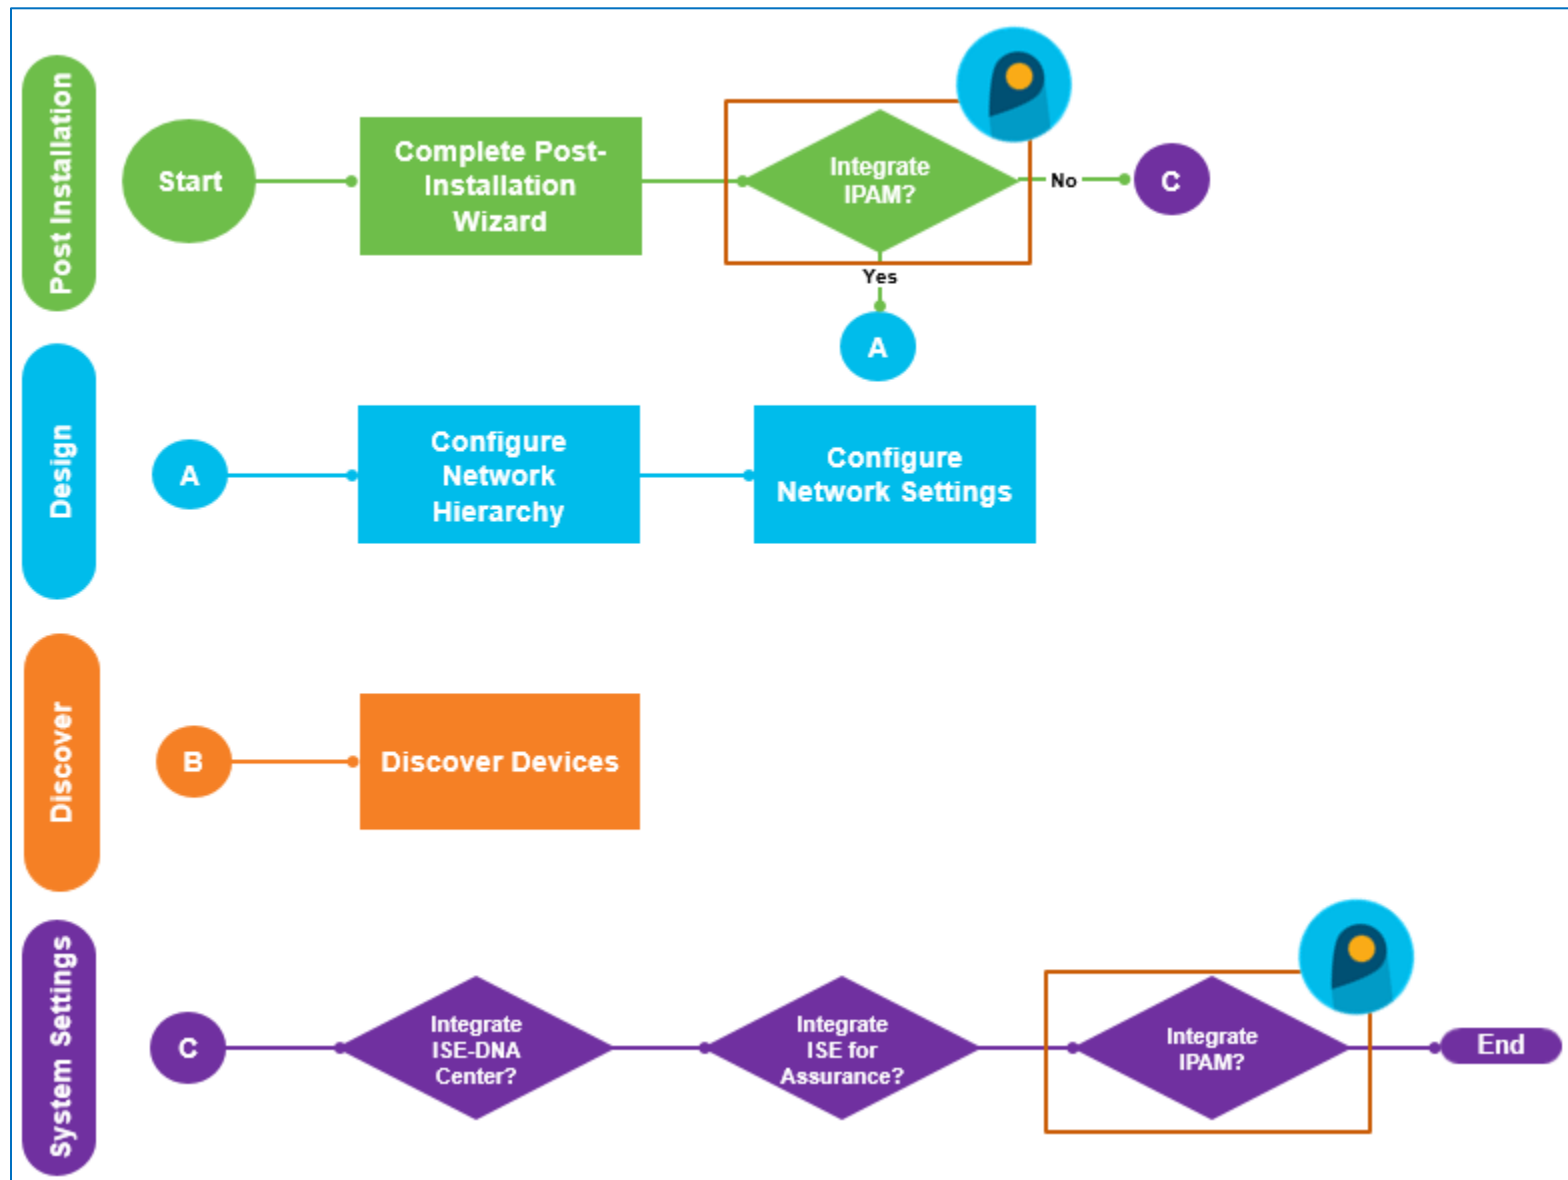 Post Installation
Start
Complete Post-
Installation
Wizard
Integrate
IPAM?
No
C
Yes
A
Design
A
Configure
Network
Hierarchy
Configure
Network Settings
Discover
B
Discover Devices
System Settings
C
Integrate
ISE-DNA
Center?
Integrate
ISE for
Assurance?
Integrate
IPAM?
End